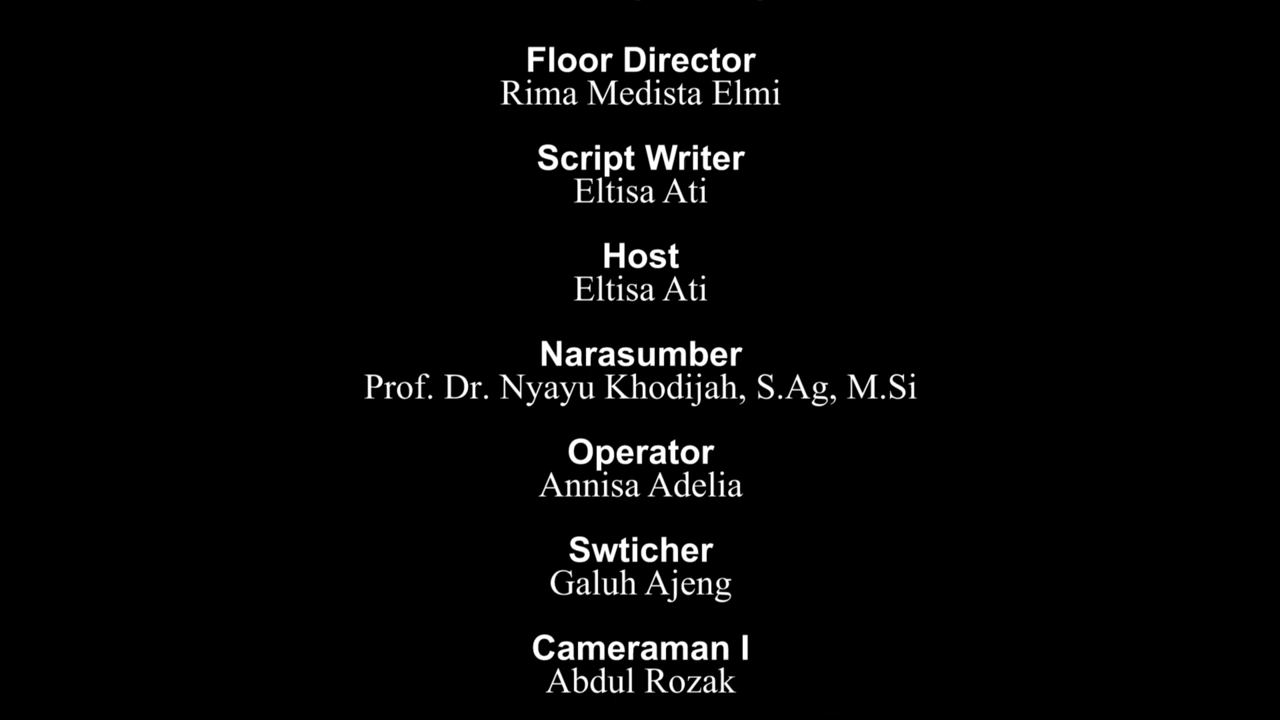 Floor Director
Rima Medista Elmi
Script Writer
Eltisa Ati
Host
Eltisa Ati
Narasumber
Prof. Dr. Nyayu Khodijah, S.Ag, M.Si
Operator
Annisa Adelia
Swticher
Galuh Ajeng
Cameraman I
Abdul Rozak